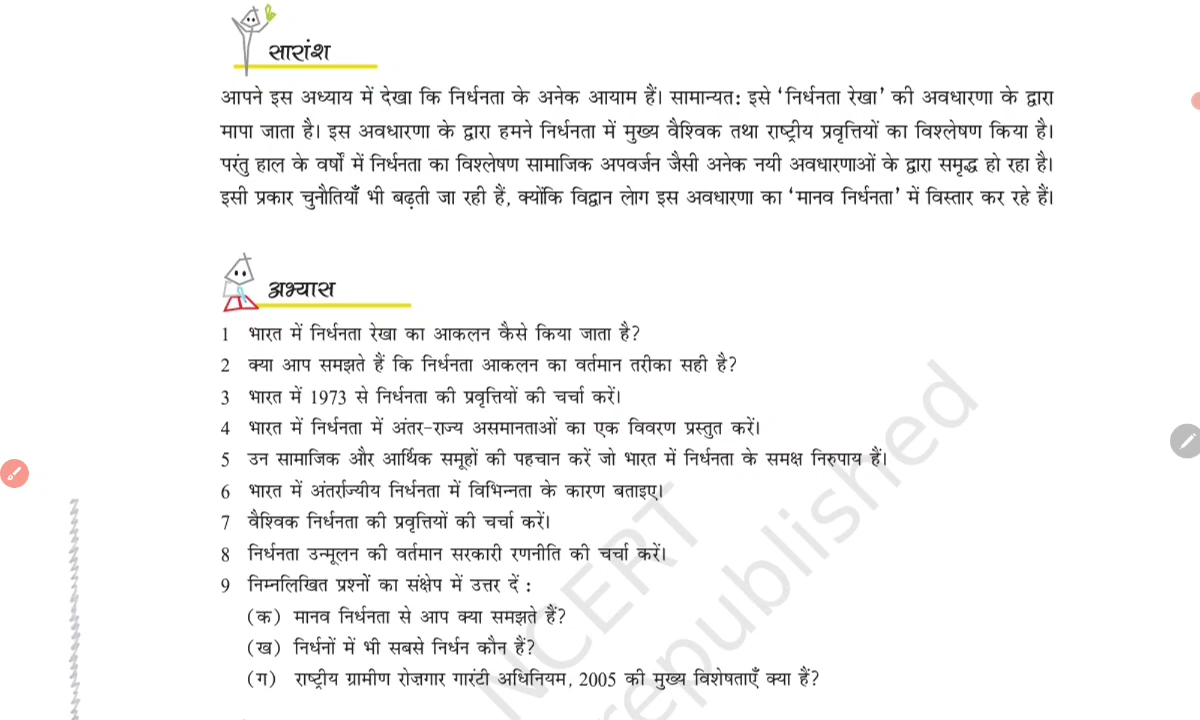 सारांश
आपने इस अध्याय में देखा कि निर्धनता के अनेक आयाम हैं। सामान्यत: इसे ‘निर्धनता रेखा’ की अवधारणा के द्वारा
मापा जाता है। इस अवधारणा के द्वारा हमने निर्धनता में मुख्य वैश्विक तथा राष्ट्रीय प्रवृत्तियों का विश्लेषण किया है।
परंतु हाल के वर्षों में निर्धनता का विश्लेषण सामाजिक अपवर्जन जैसी अनेक नयी अवधारणाओं के द्वारा समृद्ध हो रहा है।
इसी प्रकार चुनौतियाँ भी बढ़ती जा रही हैं, क्योंकि विद्वान लोग इस अवधारणा का ‘मानव निर्धनता’ में विस्तार कर रहे हैं।
अभ्यास
1 भारत में निर्धनता रेखा का आकलन कैसे किया जाता है?
2 क्या आप समझते हैं कि निर्धनता आकलन का वर्तमान तरीका सही है?
3 भारत में 1973 से निर्धनता की प्रवृत्तियों की चर्चा करें।
4 भारत में निर्धनता में अंतर-राज्य असमानताओं का एक विवरण प्रस्तुत करें।
5 उन सामाजिक और आर्थिक समूहों की पहचान करें जो भारत में निर्धनता के समक्ष निरुपाय हैं।
6 भारत में अंतर्राज्यीय निर्धनता में विभिन्नता के कारण बताइए।
7 वैश्विक निर्धनता की प्रवृत्तियों की चर्चा करें।
8 निर्धनता उन्मूलन की वर्तमान सरकारी रणनीति की चर्चा करें।
9 निम्नलिखित प्रश्नों का संक्षेप में उत्तर दें :
(क) मानव निर्धनता से आप क्या समझते हैं?
(ख) निर्धनों में भी सबसे निर्धन कौन हैं?
(ग) राष्ट्रीय ग्रामीण रोज़गार गारंटी अधिनियम, 2005 की मुख्य विशेषताएँ क्या हैं?
NCERT
republished